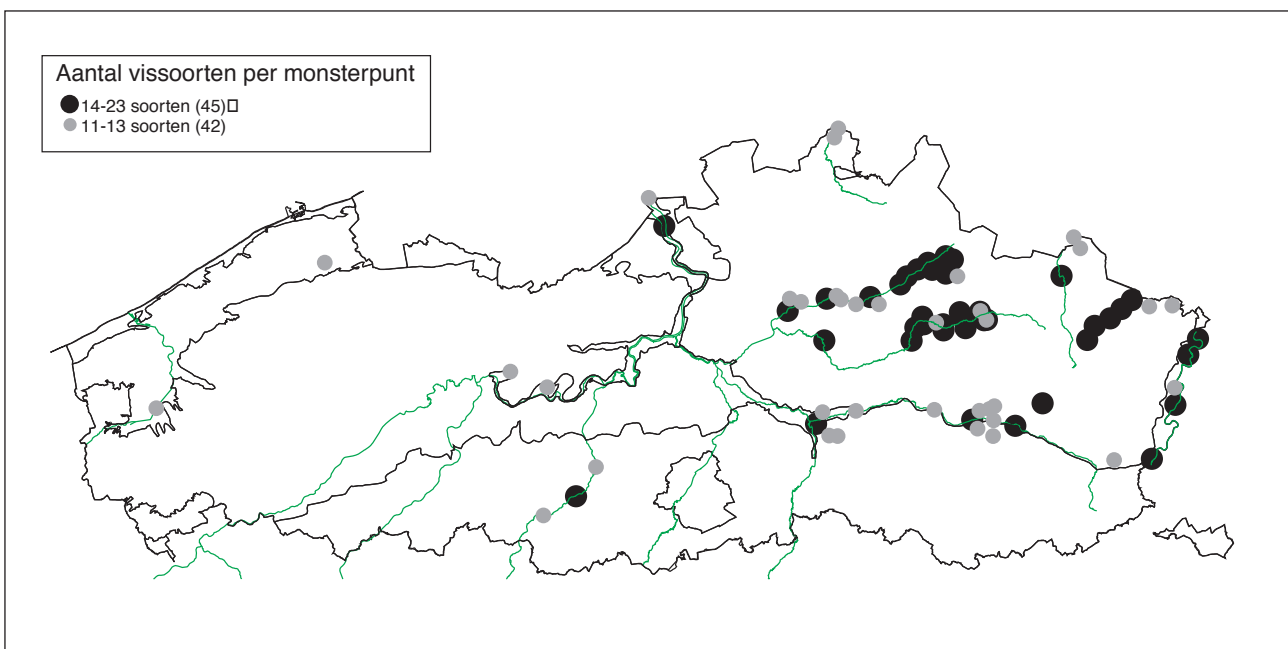 Aantal vissoorten per monsterpunt
14-23 soorten (45)□
11-13 soorten (42)